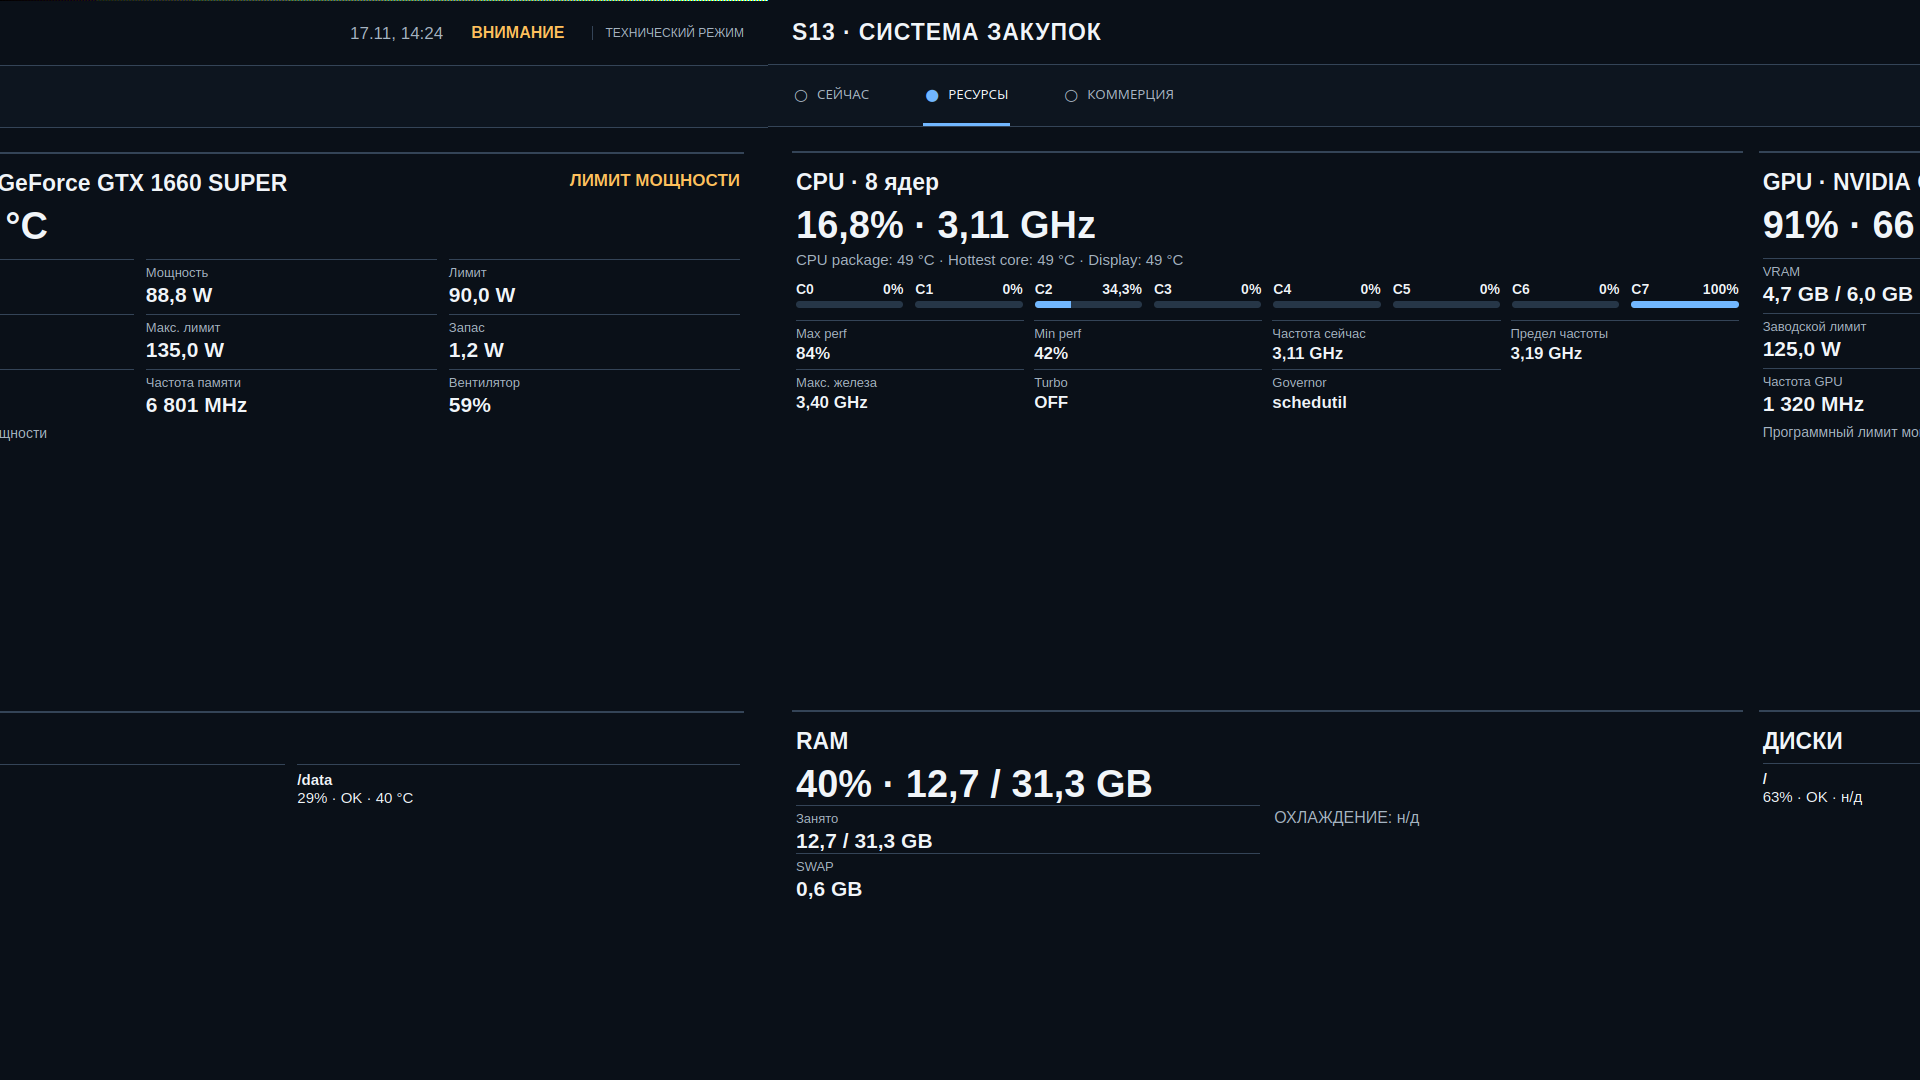 17.11, 14:24 ВНИМАНИЕ ТЕХНИЧЕСКИЙ РЕЖИМ
GeForce GTX 1660 SUPER ЛИМИТ МОЩНОСТИ
°C
Мощность
88,8 W
Лимит
90,0 W
Макс. лимит
135,0 W
Запас
1,2 W
Частота памяти
6 801 MHz
Вентилятор
59%
щности
/data
29% · OK · 40 °C
S13 · СИСТЕМА ЗАКУПОК
СЕЙЧАС РЕСУРСЫ КОММЕРЦИЯ
CPU · 8 ядер
16,8% · 3,11 GHz
CPU package: 49 °C · Hottest core: 49 °C · Display: 49 °C
C0 0% C1 0% C2 34,3% C3 0% C4 0% C5 0% C6 0% C7 100%
Max perf
84%
Min perf
42%
Частота сейчас
3,11 GHz
Предел частоты
3,19 GHz
Макс. железа
3,40 GHz
Turbo
OFF
Governor
schedutil
RAM
40% · 12,7 / 31,3 GB
Занято
12,7 / 31,3 GB
SWAP
0,6 GB
ОХЛАЖДЕНИЕ: н/д
GPU · NVIDIA
91% · 66
VRAM
4,7 GB / 6,0 GB
Заводской лимит
125,0 W
Частота GPU
1 320 MHz
Программный лимит мо
ДИСКИ
/
63% · OK · н/д